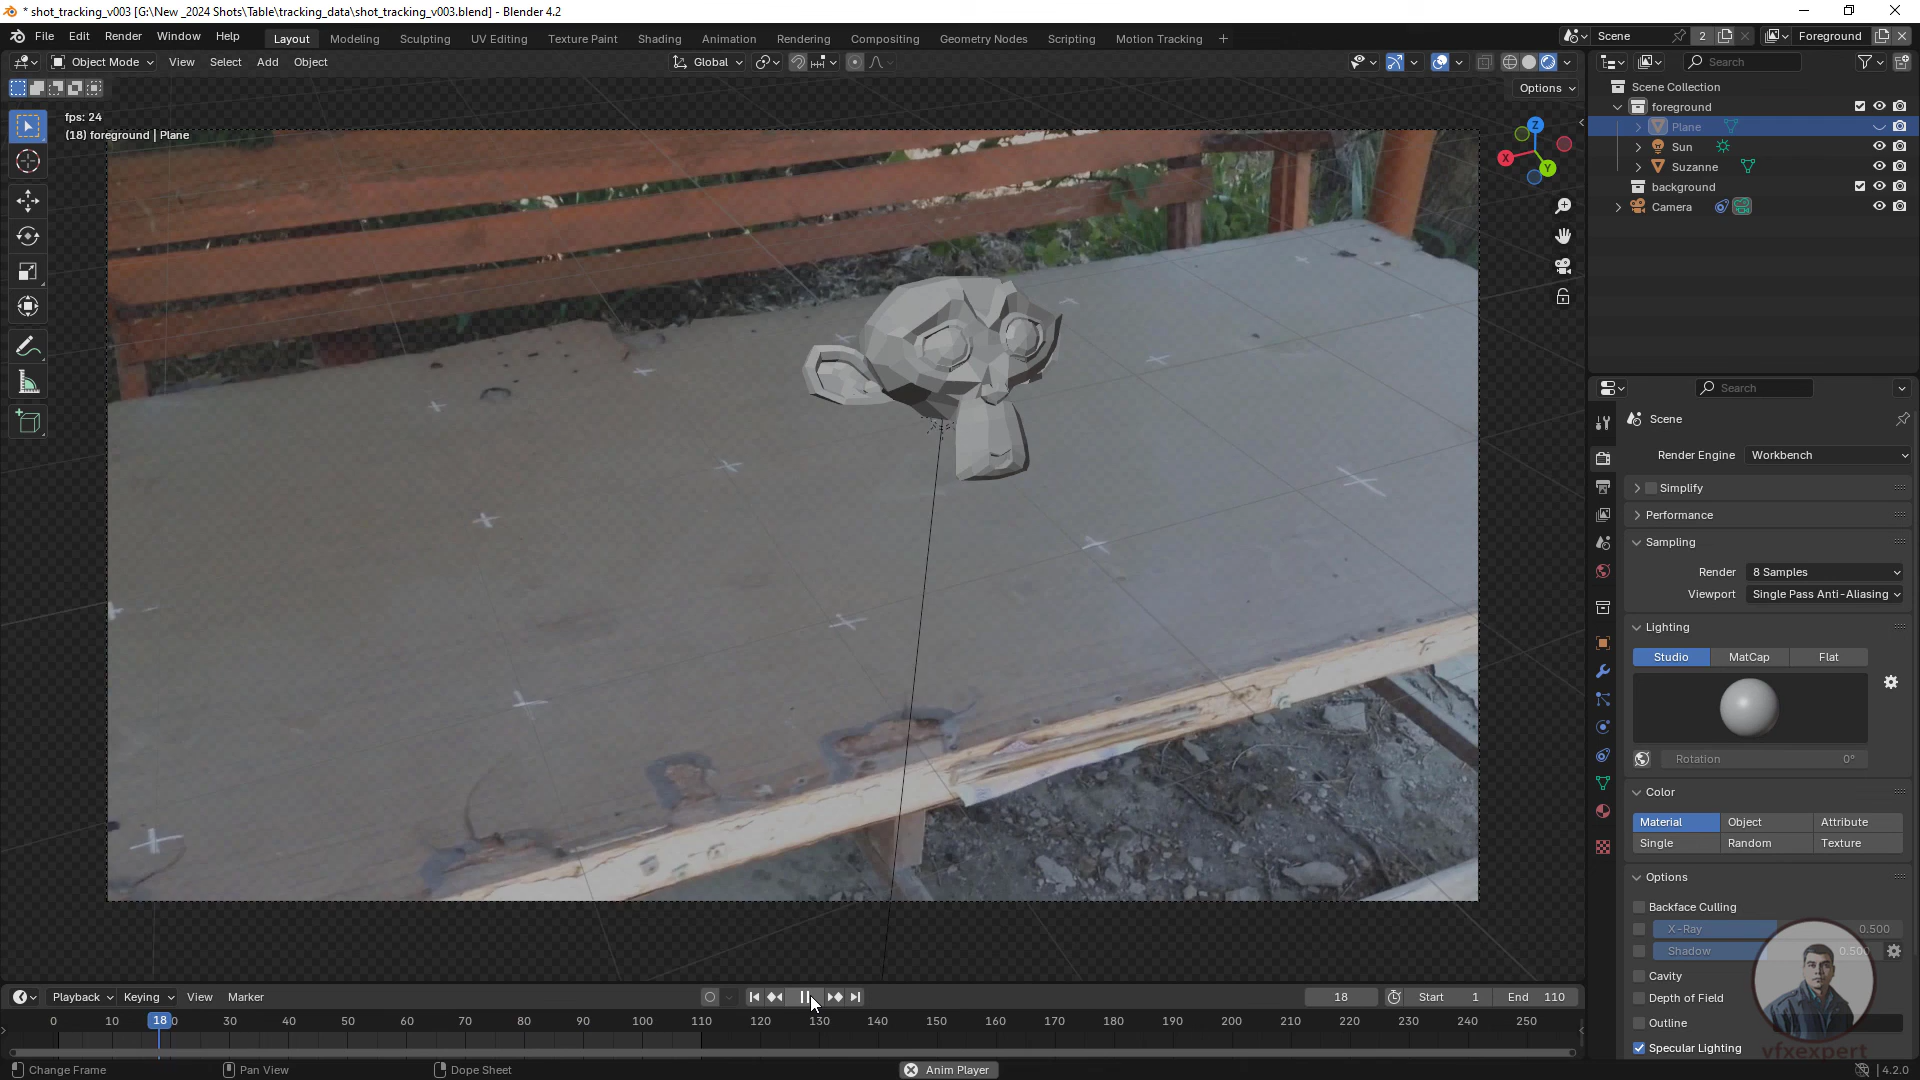 * shot_tracking_v003 [G:\New _2024 Shots\Table\tracking_data\shot_tracking_v003.blend] - Blender 4.2
File Edit Render Window Help Layout Modeling Sculpting UV Editing Texture Paint Shading Animation Rendering Compositing Geometry Nodes Scripting Motion Tracking + Scene 2 Foreground
Object Mode View Select Add Object Global Search
Options
fps: 24
(18) foreground | Plane
Z
X
Y
Scene Collection
foreground
Plane
Sun
Suzanne
background
Camera
Search
Scene
Render Engine Workbench
Simplify
Performance
Sampling
Render 8 Samples
Viewport Single Pass Anti-Aliasing
Lighting
Studio MatCap Flat
Rotation 0°
Color
Material Object Attribute
Single Random Texture
Options
Backface Culling
X-Ray 0.500
Shadow 0.500
Cavity
Depth of Field
Outline
Specular Lighting
vfxexpert
Playback Keying View Marker 18 Start 1 End 110
0 10 18 0 30 40 50 60 70 80 90 100 110 120 130 140 150 160 170 180 190 200 210 220 230 240 250
Change Frame Pan View Dope Sheet Anim Player 4.2.0